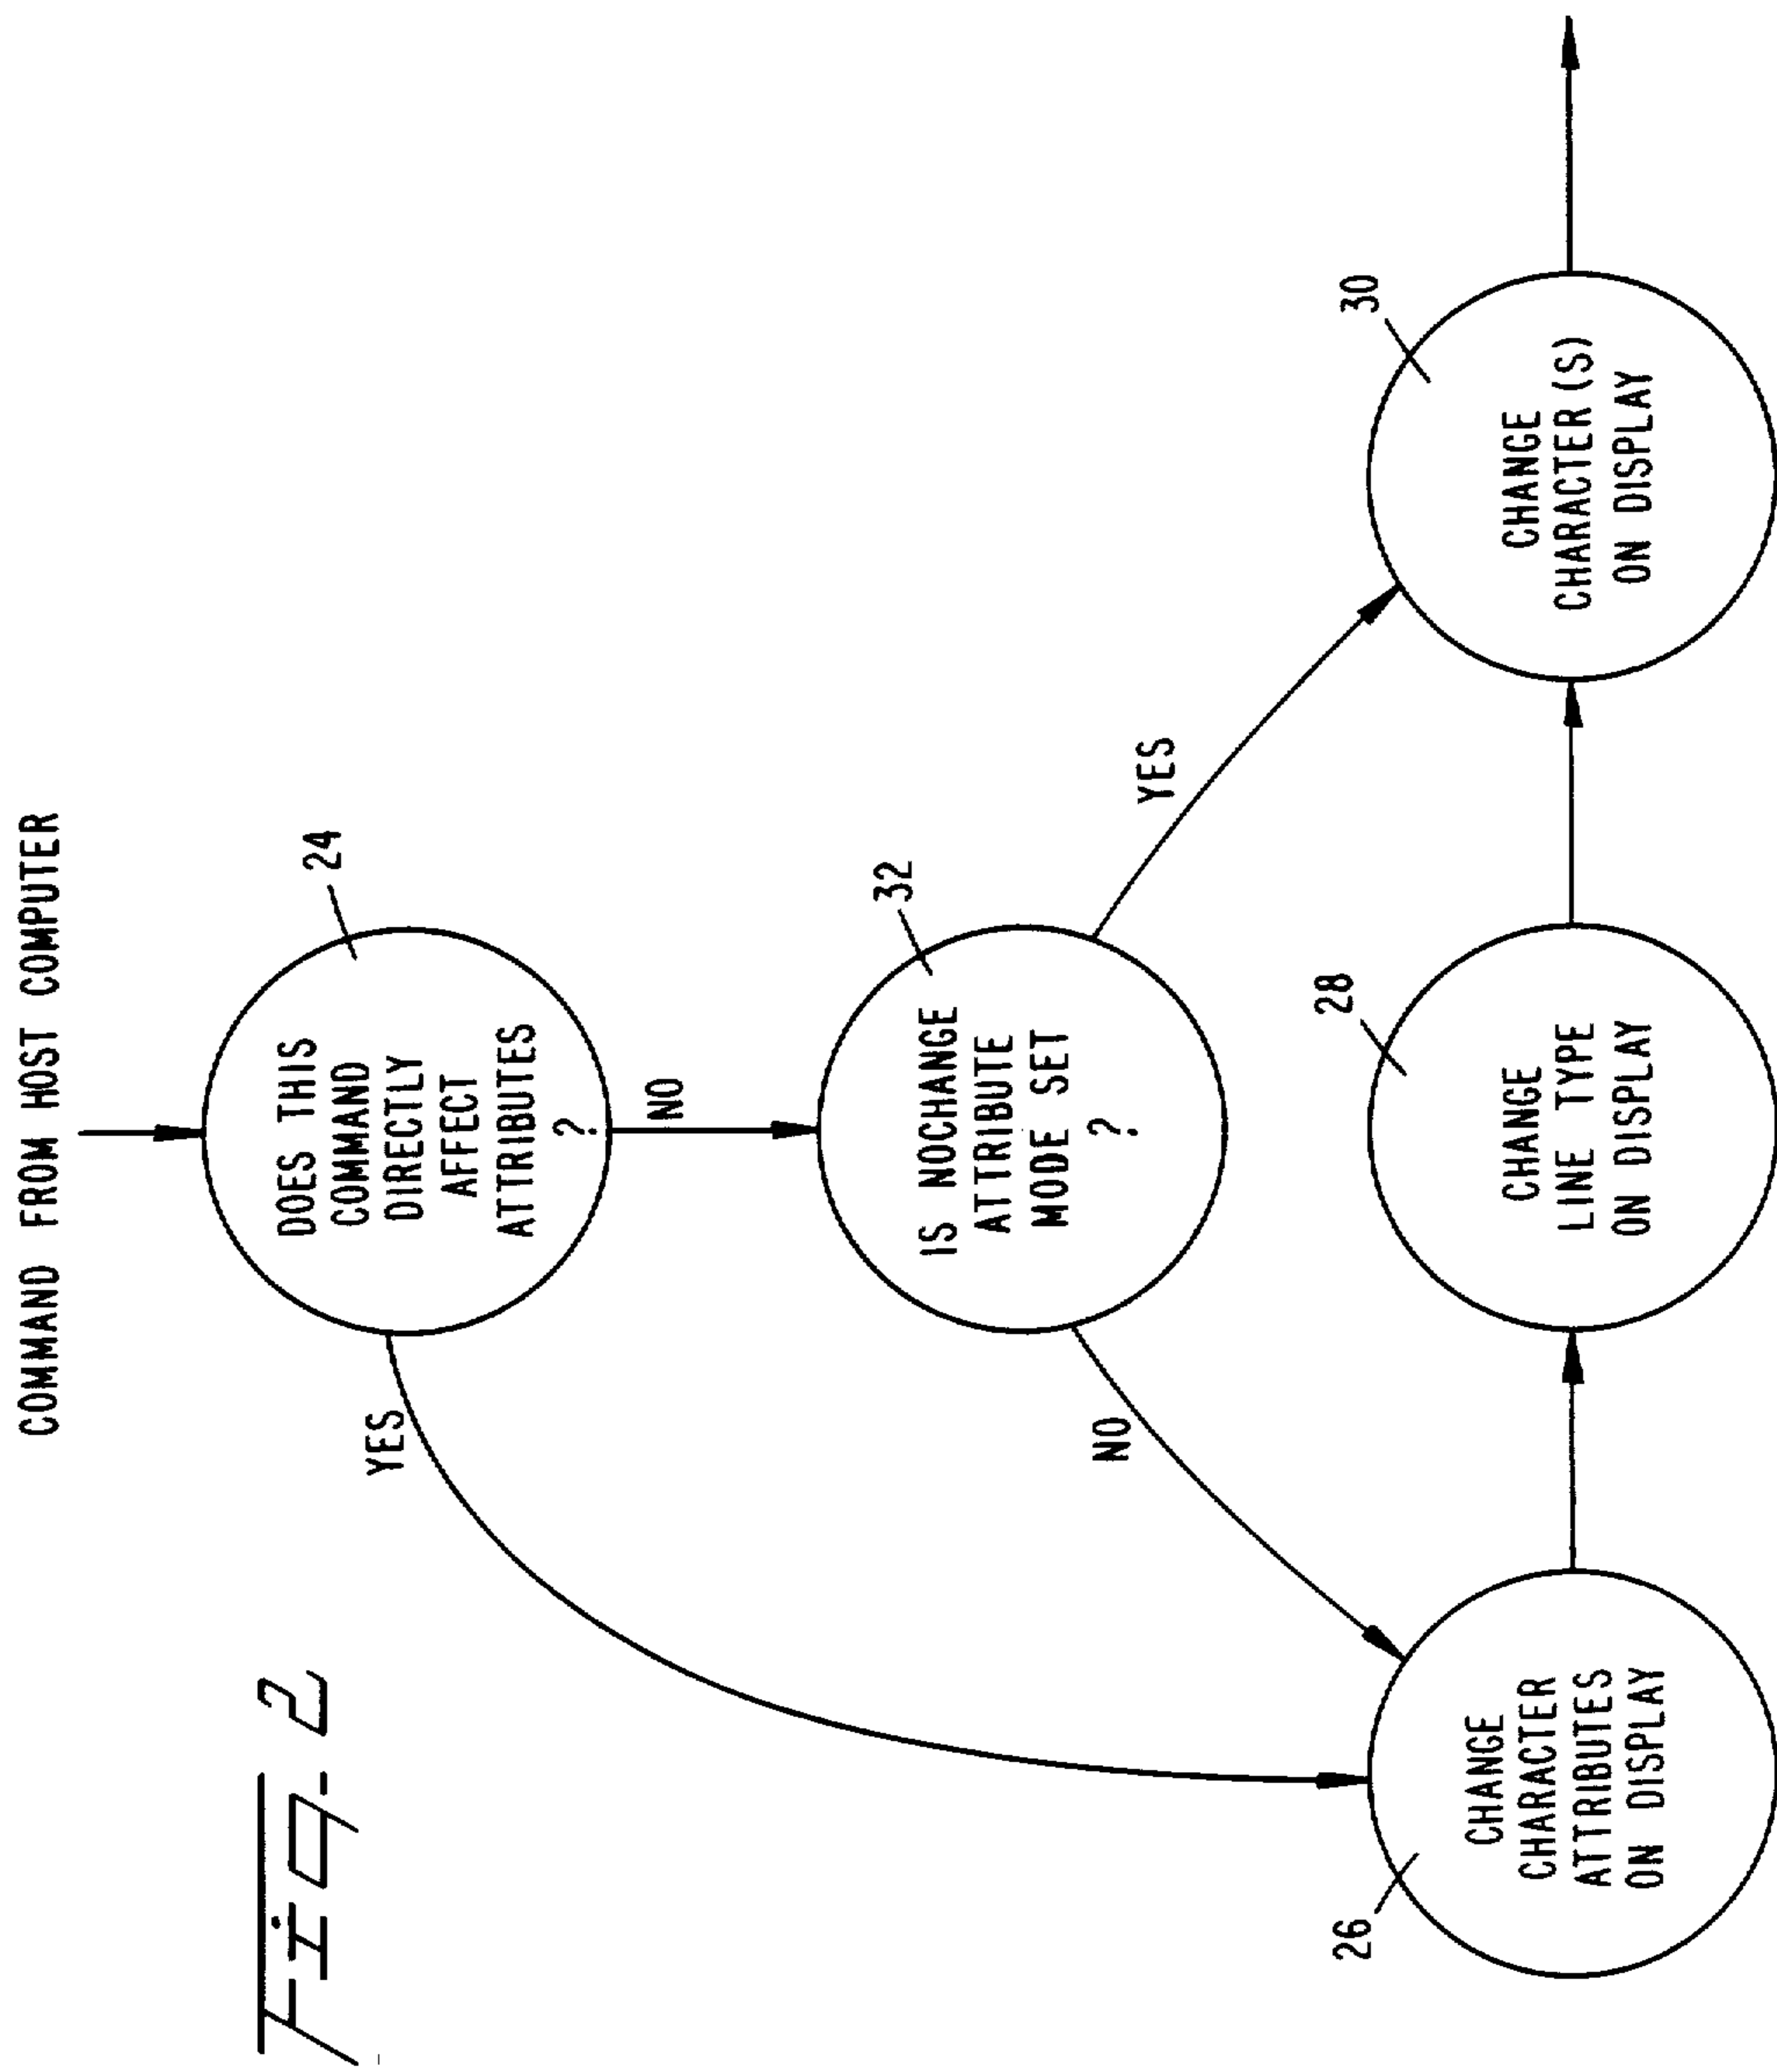 COMMAND FROM HOST COMPUTER
Fig. 2
24
DOES THIS
COMMAND
DIRECTLY
AFFECT
ATTRIBUTES
?
YES
NO
32
IS NOCHANGE
ATTRIBUTE
MODE SET
?
NO
YES
26
CHANGE
CHARACTER
ATTRIBUTES
ON DISPLAY
28
CHANGE
LINE TYPE
ON DISPLAY
30
CHANGE
CHARACTER(S)
ON DISPLAY